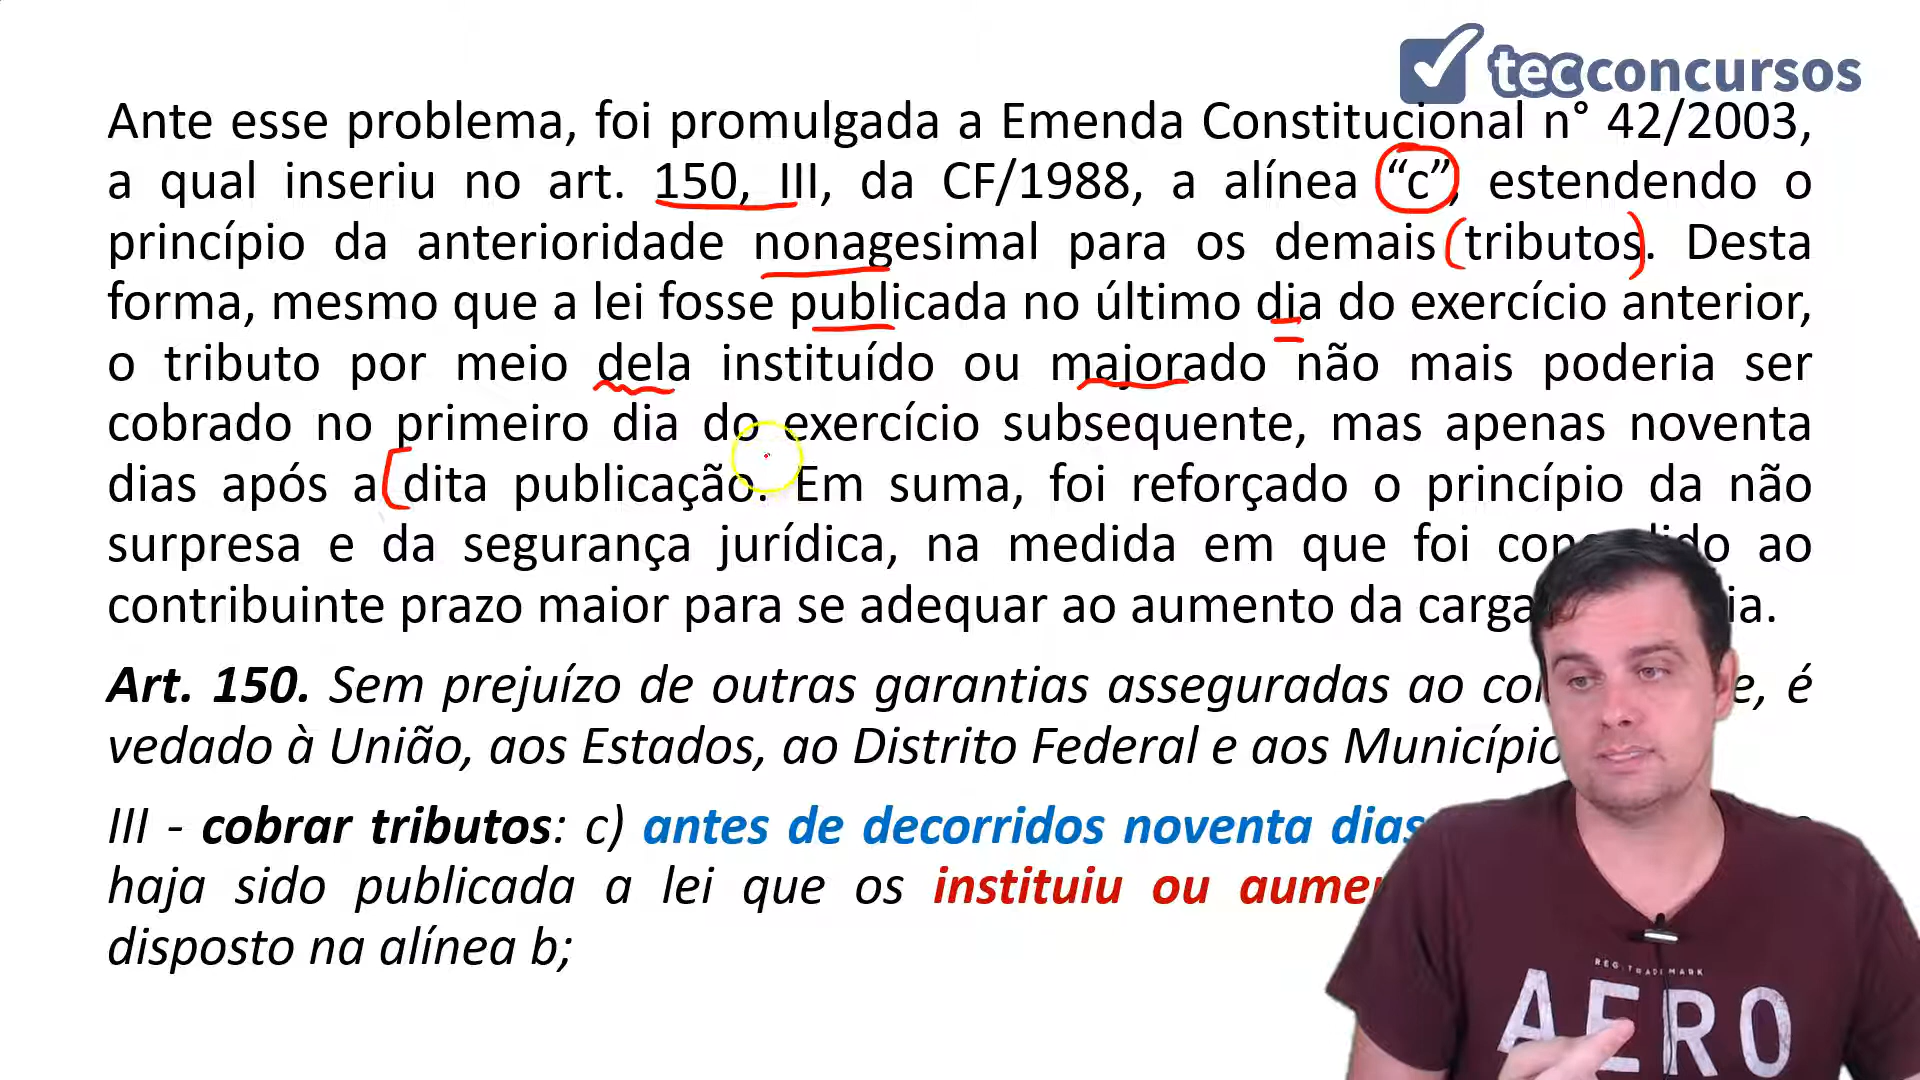 tecconcursos
Ante esse problema, foi promulgada a Emenda Constitucional n° 42/2003,
a qual inseriu no art. 150, III, da CF/1988, a alínea “c”, estendendo o
princípio da anterioridade nonagesimal para os demais tributos. Desta
forma, mesmo que a lei fosse publicada no último dia do exercício anterior,
o tributo por meio dela instituído ou majorado não mais poderia ser
cobrado no primeiro dia do exercício subsequente, mas apenas noventa
dias após a dita publicação. Em suma, foi reforçado o princípio da não
surpresa e da segurança jurídica, na medida em que foi ao
contribuinte prazo maior para se adequar ao aumento da carga
Art. 150. Sem prejuízo de outras garantias asseguradas ao é
vedado à União, aos Estados, ao Distrito Federal e aos
III - cobrar tributos: c) antes de decorridos noventa dias
haja sido publicada a lei que os instituiu ou
disposto na alínea b;
REG. TRADEMARK
AERO